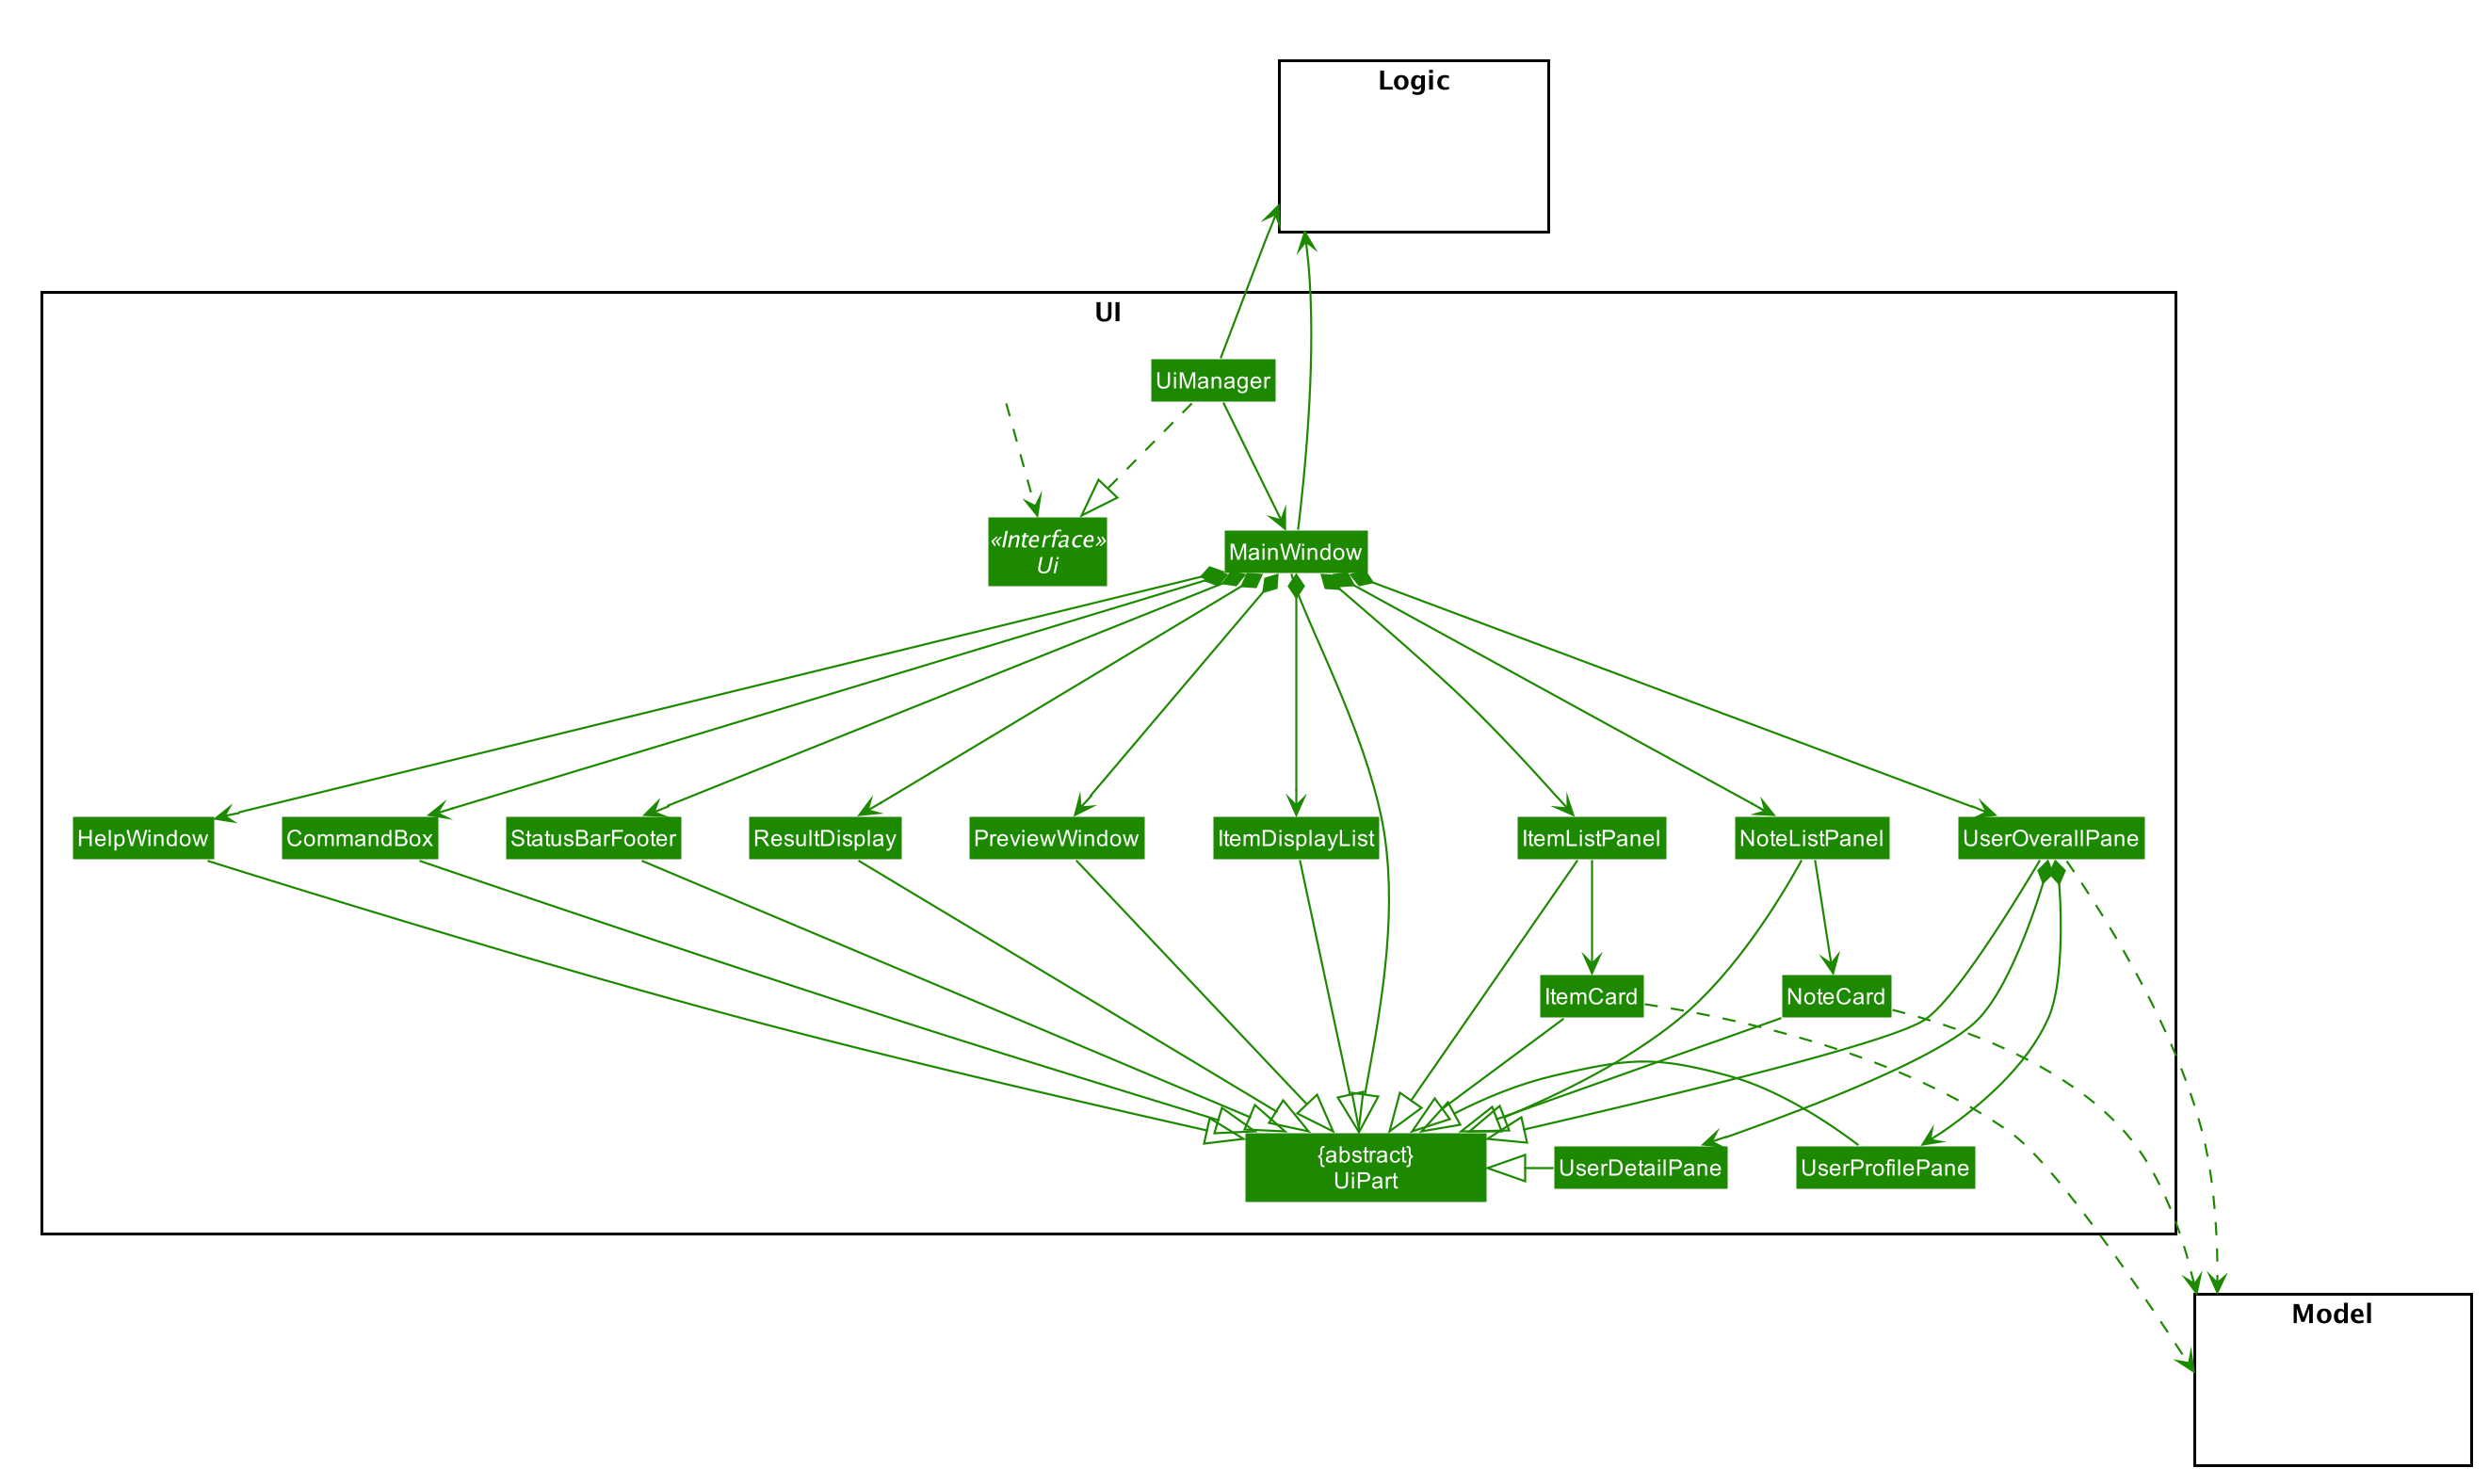 Logic
UI
UiManager
«Interface»
Ui
MainWindow
HelpWindow
CommandBox
StatusBarFooter
ResultDisplay
PreviewWindow
ItemDisplayList
ItemListPanel
NoteListPanel
UserOverallPane
ItemCard
NoteCard
{abstract}
UiPart
UserDetailPane
UserProfilePane
Model